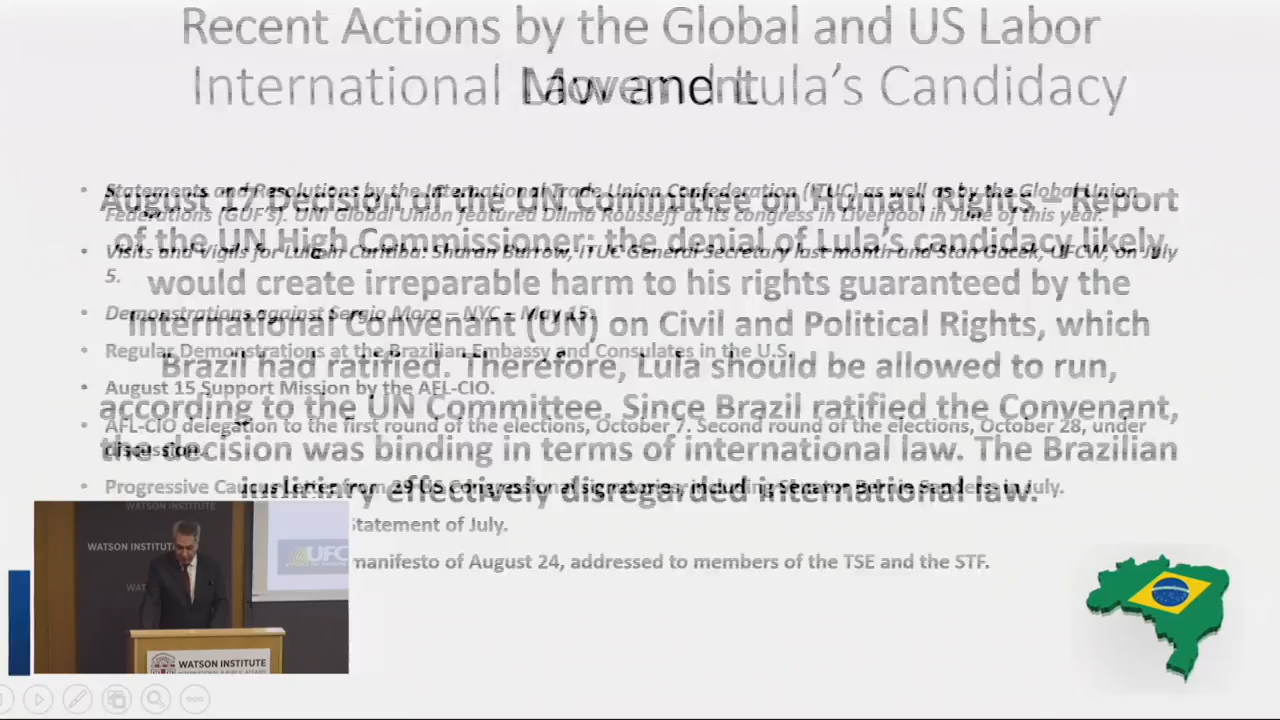 Recent Actions by the Global and US Labor
Movement
• Statements and Resolutions by the International Trade Union Confederation (ITUC) as well as by the Global Union
Federations (GUF's). UNI Global Union featured Dilma Rousseff at its congress in Liverpool in June of this year.
• Visits and Vigils for Lula in Curitiba: Sharan Burrow, ITUC General Secretary last month and Stan Gacek, UFCW, on July
5.
• Demonstrations against Sergio Moro – NYC – May 15.
• Regular Demonstrations at the Brazilian Embassy and Consulates in the U.S.
• August 15 Support Mission by the AFL-CIO.
• AFL-CIO delegation to the first round of the elections, October 7. Second round of the elections, October 28, under
discussion.
• Progressive Caucus Letter from 29 US Congressional signatories, including Senator Bernie Sanders, in July.
Statement of July.
manifesto of August 24, addressed to members of the TSE and the STF.
International Law and Lula's Candidacy
August 17 Decision of the UN Committee on Human Rights – Report
of the UN High Commissioner: the denial of Lula's candidacy likely
would create irreparable harm to his rights guaranteed by the
International Convenant (UN) on Civil and Political Rights, which
Brazil had ratified. Therefore, Lula should be allowed to run,
according to the UN Committee. Since Brazil ratified the Convenant,
the decision was binding in terms of international law. The Brazilian
judiciary effectively disregarded international law.
WATSON INSTITUTE
WATSON INSTITUT
UFC
WATSON INSTITUTE